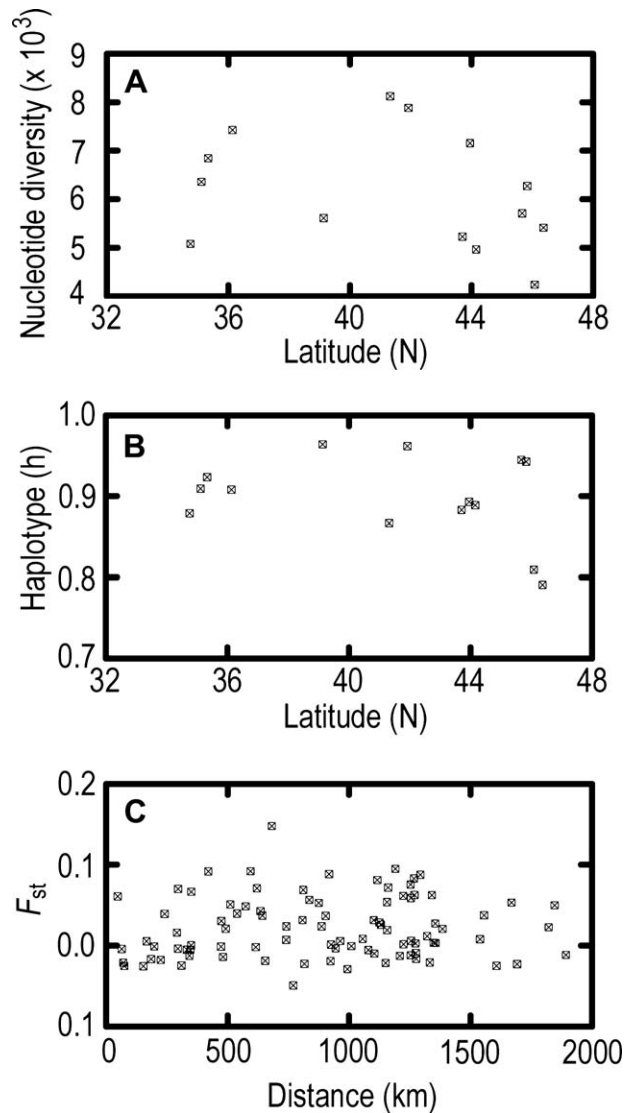 A
Nucleotide diversity (x 10³)
9
8
7
6
5
4
32 36 40 44 48
Latitude (N)
B
Haplotype (h)
1.0
0.9
0.8
0.7
32 36 40 44 48
Latitude (N)
C
Fst
0.2
0.1
0.0
0.1
0 500 1000 1500 2000
Distance (km)